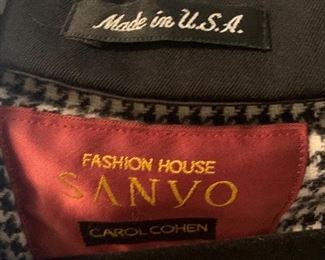 Made in U.S.A.
FASHION HOUSE
SANYO
CAROL COHEN